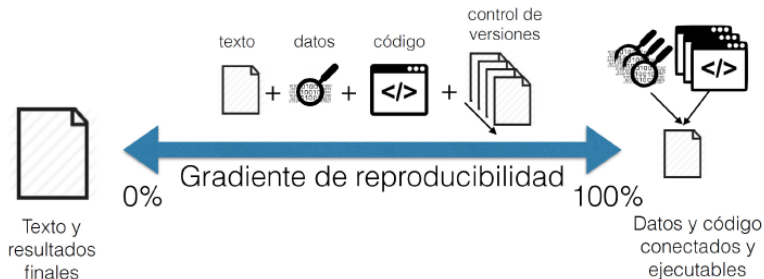 texto
datos
código
control de
versiones
+
+
+
</>
</>
Gradiente de reproducibilidad
0%
100%
Texto y
resultados
finales
Datos y código
conectados y
ejecutables